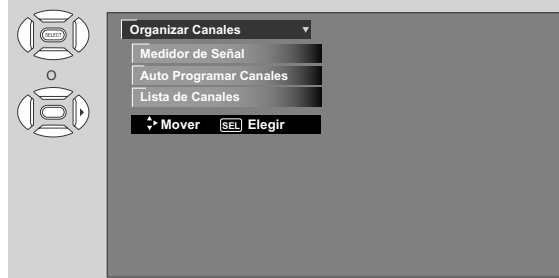 SELECT
O
Organizar Canales
Medidor de Señal
Auto Programar Canales
Lista de Canales
Mover SEL Elegir